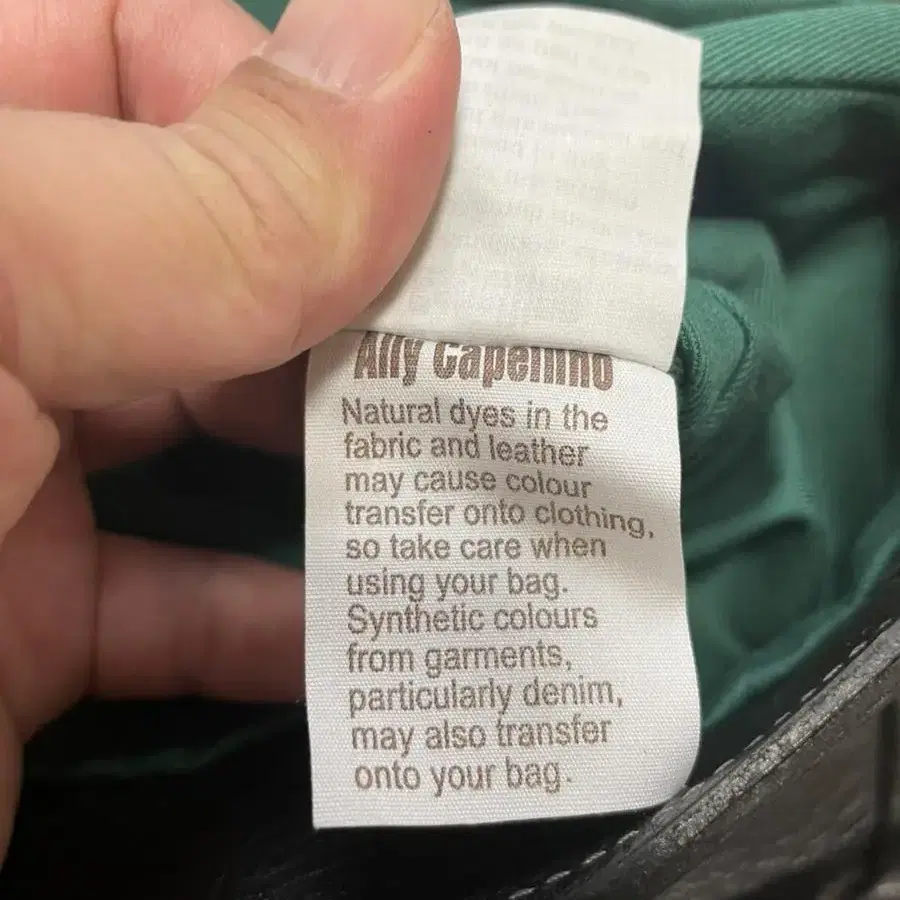 Ally Capellino
Natural dyes in the
fabric and leather
may cause colour
transfer onto clothing,
so take care when
using your bag.
Synthetic colours
from garments,
particularly denim,
may also transfer
onto your bag.